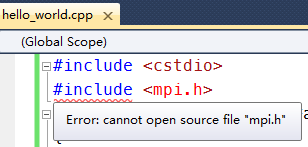 hello_world.cpp
(Global Scope)
#include <cstdio>
#include <mpi.h>
Error: cannot open source file "mpi.h"